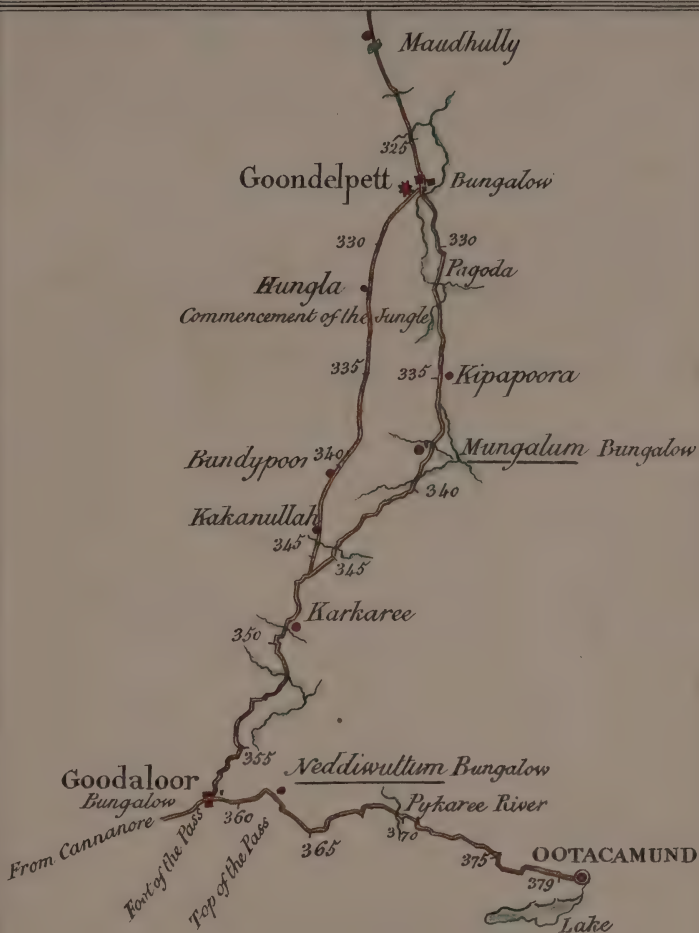 Maudhully
325
Goondelpett Bungalow
330 330
Pagoda
Hungla
Commencement of the Jungle
335 335 Kipapoora
Mungalum Bungalow
Bundypoor 340
340
Kakanullah
345
345
Karkaree
350
355
Neddiwuttum Bungalow
Goodaloor
Bungalow
360
Pykaree River
From Cannanore
Foot of the Pass
Top of the Pass
365
370
375
OOTACAMUND
379
Lake